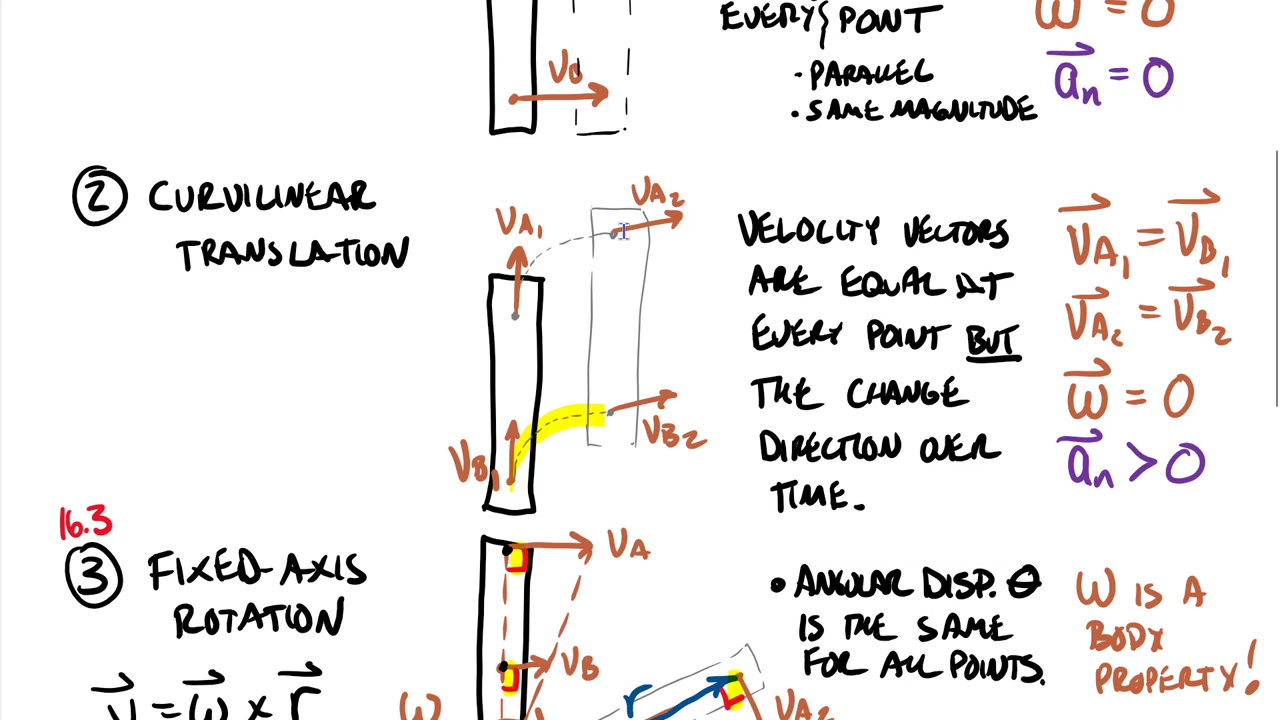 EVERY POINT
• PARALLEL
• SAME MAGNITUDE
ω = 0
an = 0
V0
② CURVILINEAR
TRANSLATION
VA1
VA2
VB1
VB2
VELOCITY VECTORS
ARE EQUAL AT
EVERY POINT BUT
THE CHANGE
DIRECTION OVER
TIME.
VA1 = VB1
VA2 = VB2
ω = 0
an > 0
16.3
③ FIXED-AXIS
ROTATION
V = ω × r
VA
VB
ω
r
VA2
• ANGULAR DISP. θ
IS THE SAME
FOR ALL POINTS.
ω IS A
BODY
PROPERTY!